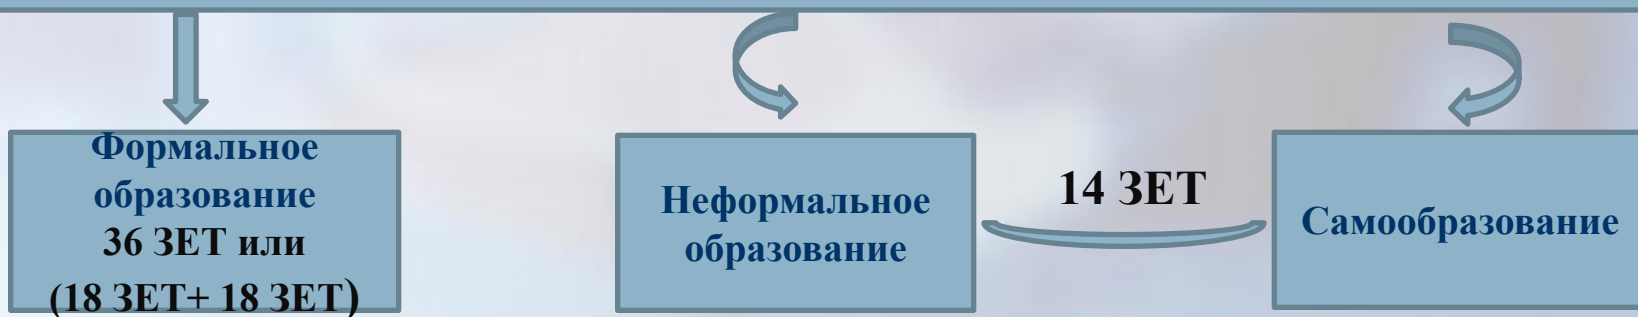 Формальное
образование
36 ЗЕТ или
(18 ЗЕТ+ 18 ЗЕТ)
Неформальное
образование
14 ЗЕТ
Самообразование